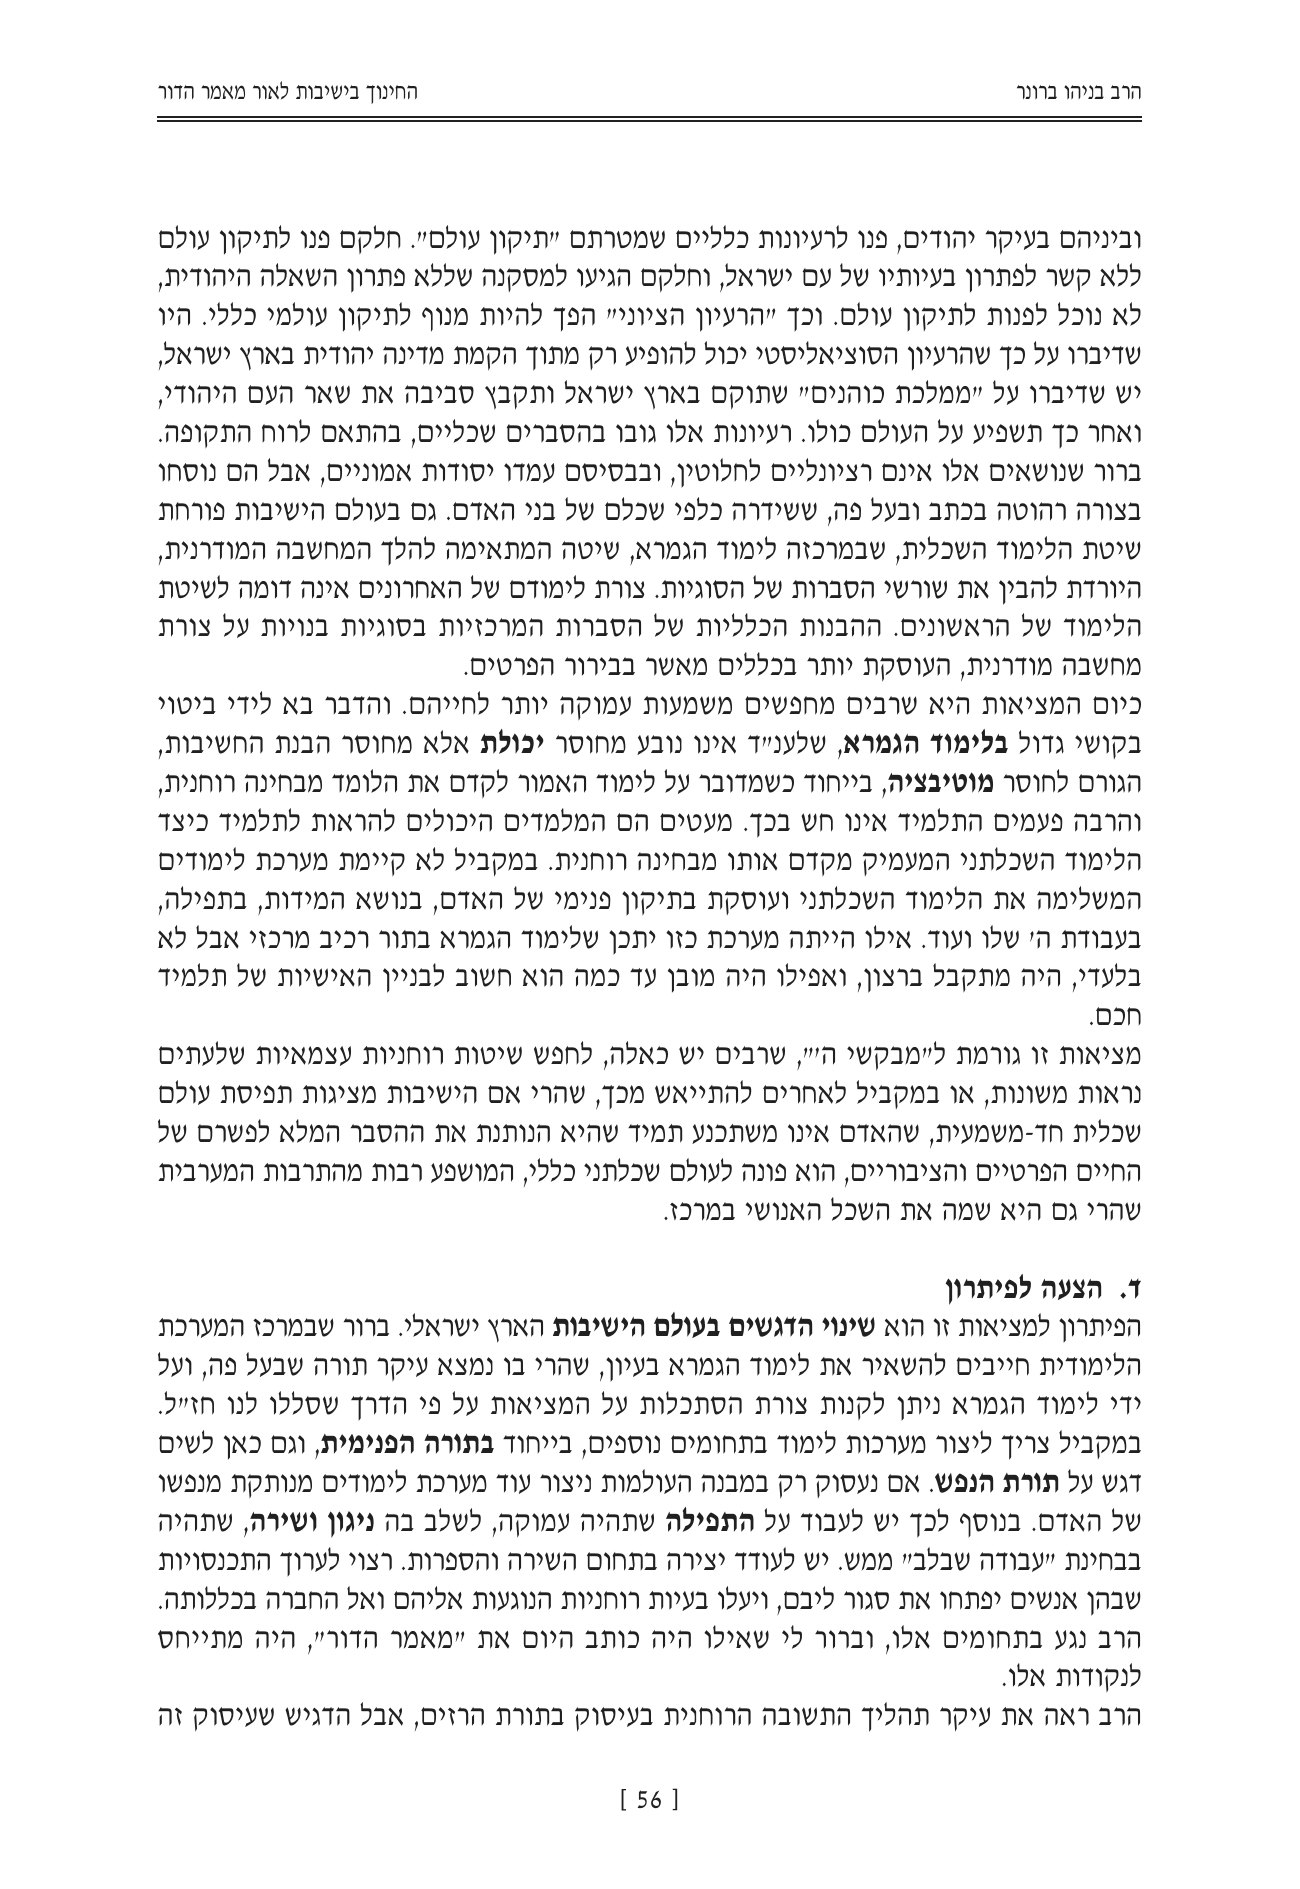 הרב בניהו ברונר
החינוך בישיבות לאור מאמר הדור
וביניהם בעיקר יהודים, פנו לרעיונות כלליים שמטרתם "תיקון עולם". חלקם פנו לתיקון עולם
ללא קשר לפתרון בעיותיו של עם ישראל, וחלקם הגיעו למסקנה שללא פתרון השאלה היהודית,
לא נוכל לפנות לתיקון עולם. וכך "הרעיון הציוני" הפך להיות מנוף לתיקון עולמי כללי. היו
שדיברו על כך שהרעיון הסוציאליסטי יכול להופיע רק מתוך הקמת מדינה יהודית בארץ ישראל,
יש שדיברו על "ממלכת כוהנים" שתוקם בארץ ישראל ותקבץ סביבה את שאר העם היהודי,
ואחר כך תשפיע על העולם כולו. רעיונות אלו גובו בהסברים שכליים, בהתאם לרוח התקופה.
ברור שנושאים אלו אינם רציונליים לחלוטין, ובבסיסם עמדו יסודות אמוניים, אבל הם נוסחו
בצורה רהוטה בכתב ובעל פה, ששידרה כלפי שכלם של בני האדם. גם בעולם הישיבות פורחת
שיטת הלימוד השכלית, שבמרכזה לימוד הגמרא, שיטה המתאימה להלך המחשבה המודרנית,
היורדת להבין את שורשי הסברות של הסוגיות. צורת לימודם של האחרונים אינה דומה לשיטת
הלימוד של הראשונים. ההבנות הכלליות של הסברות המרכזיות בסוגיות בנויות על צורת
מחשבה מודרנית, העוסקת יותר בכללים מאשר בבירור הפרטים.
כיום המציאות היא שרבים מחפשים משמעות עמוקה יותר לחייהם. והדבר בא לידי ביטוי
בקושי גדול בלימוד הגמרא, שלענ"ד אינו נובע מחוסר יכולת אלא מחוסר הבנת החשיבות,
הגורם לחוסר מוטיבציה, בייחוד כשמדובר על לימוד האמור לקדם את הלומד מבחינה רוחנית,
והרבה פעמים התלמיד אינו חש בכך. מעטים הם המלמדים היכולים להראות לתלמיד כיצד
הלימוד השכלתני המעמיק מקדם אותו מבחינה רוחנית. במקביל לא קיימת מערכת לימודים
המשלימה את הלימוד השכלתני ועוסקת בתיקון פנימי של האדם, בנושא המידות, בתפילה,
בעבודת ה' שלו ועוד. אילו הייתה מערכת כזו יתכן שלימוד הגמרא בתור רכיב מרכזי אבל לא
בלעדי, היה מתקבל ברצון, ואפילו היה מובן עד כמה הוא חשוב לבניין האישיות של תלמיד
חכם.
מציאות זו גורמת ל"מבקשי ה'", שרבים יש כאלה, לחפש שיטות רוחניות עצמאיות שלעתים
נראות משונות, או במקביל לאחרים להתייאש מכך, שהרי אם הישיבות מציגות תפיסת עולם
שכלית חד-משמעית, שהאדם אינו משתכנע תמיד שהיא הנותנת את ההסבר המלא לפשרם של
החיים הפרטיים והציבוריים, הוא פונה לעולם שכלתני כללי, המושפע רבות מהתרבות המערבית
שהרי גם היא שמה את השכל האנושי במרכז.
ד. הצעה לפיתרון
הפיתרון למציאות זו הוא שינוי הדגשים בעולם הישיבות הארץ ישראלי. ברור שבמרכז המערכת
הלימודית חייבים להשאיר את לימוד הגמרא בעיון, שהרי בו נמצא עיקר תורה שבעל פה, ועל
ידי לימוד הגמרא ניתן לקנות צורת הסתכלות על המציאות על פי הדרך שסללו לנו חז"ל.
במקביל צריך ליצור מערכות לימוד בתחומים נוספים, בייחוד בתורה הפנימית, וגם כאן לשים
דגש על תורת הנפש. אם נעסוק רק במבנה העולמות ניצור עוד מערכת לימודים מנותקת מנפשו
של האדם. בנוסף לכך יש לעבוד על התפילה שתהיה עמוקה, לשלב בה ניגון ושירה, שתהיה
בבחינת "עבודה שבלב" ממש. יש לעודד יצירה בתחום השירה והספרות. רצוי לערוך התכנסויות
שבהן אנשים יפתחו את סגור ליבם, ויעלו בעיות רוחניות הנוגעות אליהם ואל החברה בכללותה.
הרב נגע בתחומים אלו, וברור לי שאילו היה כותב היום את "מאמר הדור", היה מתייחס
לנקודות אלו.
הרב ראה את עיקר תהליך התשובה הרוחנית בעיסוק בתורת הרזים, אבל הדגיש שעיסוק זה
[ 56 ]